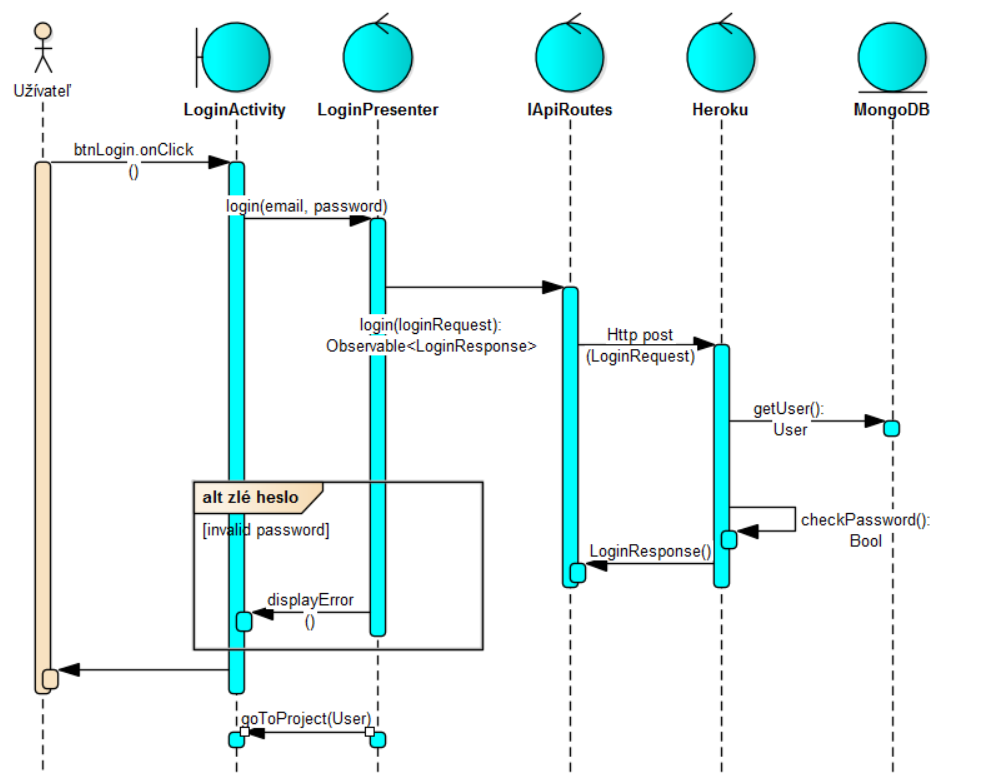 Užívateľ
LoginActivity
LoginPresenter
IApiRoutes
Heroku
MongoDB
btnLogin.onClick
()
login(email, password)
login(loginRequest):
Observable<LoginResponse>
Http post
(LoginRequest)
getUser():
User
alt zlé heslo
[invalid password]
checkPassword():
Bool
LoginResponse()
displayError
()
goToProject(User)